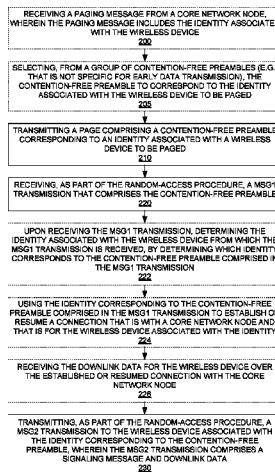 RECEIVING A PAGING MESSAGE FROM A CORE NETWORK NODE,
WHEREIN THE PAGING MESSAGE INCLUDES THE IDENTITY ASSOCIATE
WITH THE WIRELESS DEVICE
200
SELECTING, FROM A GROUP OF CONTENTION-FREE PREAMBLES (E.G.
THAT IS NOT SPECIFIC FOR EARLY DATA TRANSMISSION), THE
CONTENTION-FREE PREAMBLE TO CORRESPOND TO THE IDENTITY
ASSOCIATED WITH THE WIRELESS DEVICE TO BE PAGED
205
TRANSMITTING A PAGE COMPRISING A CONTENTION-FREE PREAMBLE
CORRESPONDING TO AN IDENTITY ASSOCIATED WITH A WIRELESS
DEVICE TO BE PAGED
210
RECEIVING, AS PART OF THE RANDOM-ACCESS PROCEDURE, A MSG1
TRANSMISSION THAT COMPRISES THE CONTENTION-FREE PREAMBLE
220
UPON RECEIVING THE MSG1 TRANSMISSION, DETERMINING THE
IDENTITY ASSOCIATED WITH THE WIRELESS DEVICE FROM WHICH THE
MSG1 TRANSMISSION IS RECEIVED, BY DETERMINING WHICH IDENTITY
CORRESPONDS TO THE CONTENTION-FREE PREAMBLE COMPRISED IN
THE MSG1 TRANSMISSION
222
USING THE IDENTITY CORRESPONDING TO THE CONTENTION-FREE
PREAMBLE COMPRISED IN THE MSG1 TRANSMISSION TO ESTABLISH O
RESUME A CONNECTION THAT IS WITH A CORE NETWORK NODE AND
THAT IS FOR THE WIRELESS DEVICE ASSOCIATED WITH THE IDENTITY
224
RECEIVING THE DOWNLINK DATA FOR THE WIRELESS DEVICE OVER
THE ESTABLISHED OR RESUMED CONNECTION WITH THE CORE
NETWORK NODE
226
TRANSMITTING, AS PART OF THE RANDOM-ACCESS PROCEDURE, A
MSG2 TRANSMISSION TO THE WIRELESS DEVICE ASSOCIATED WITH
THE IDENTITY CORRESPONDING TO THE CONTENTION-FREE
PREAMBLE, WHEREIN THE MSG2 TRANSMISSION COMPRISES A
SIGNALING MESSAGE AND DOWNLINK DATA
230